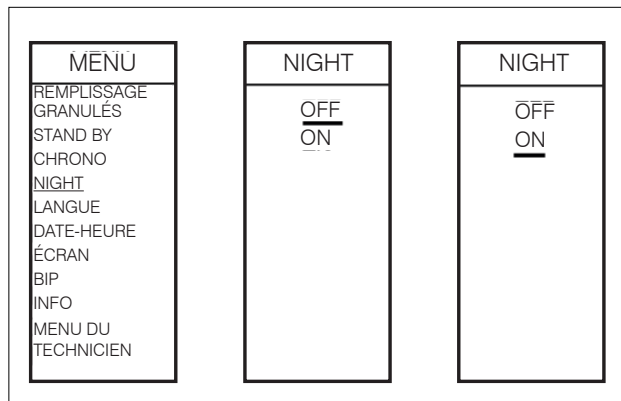 MENU
REMPLISSAGE
GRANULÉS
STAND BY
CHRONO
NIGHT
LANGUE
DATE-HEURE
ÉCRAN
BIP
INFO
MENU DU
TECHNICIEN
NIGHT
OFF
ON
NIGHT
OFF
ON